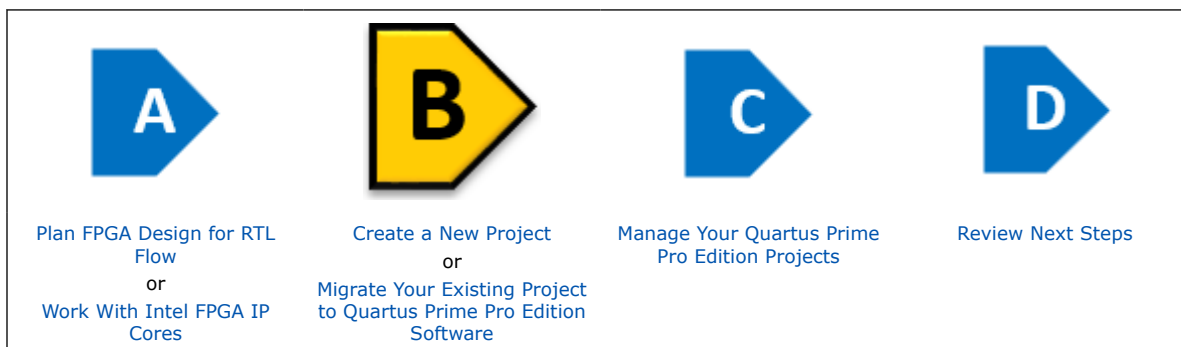 A
B
C
D
Plan FPGA Design for RTL
Flow
or
Work With Intel FPGA IP
Cores
Create a New Project
or
Migrate Your Existing Project
to Quartus Prime Pro Edition
Software
Manage Your Quartus Prime
Pro Edition Projects
Review Next Steps